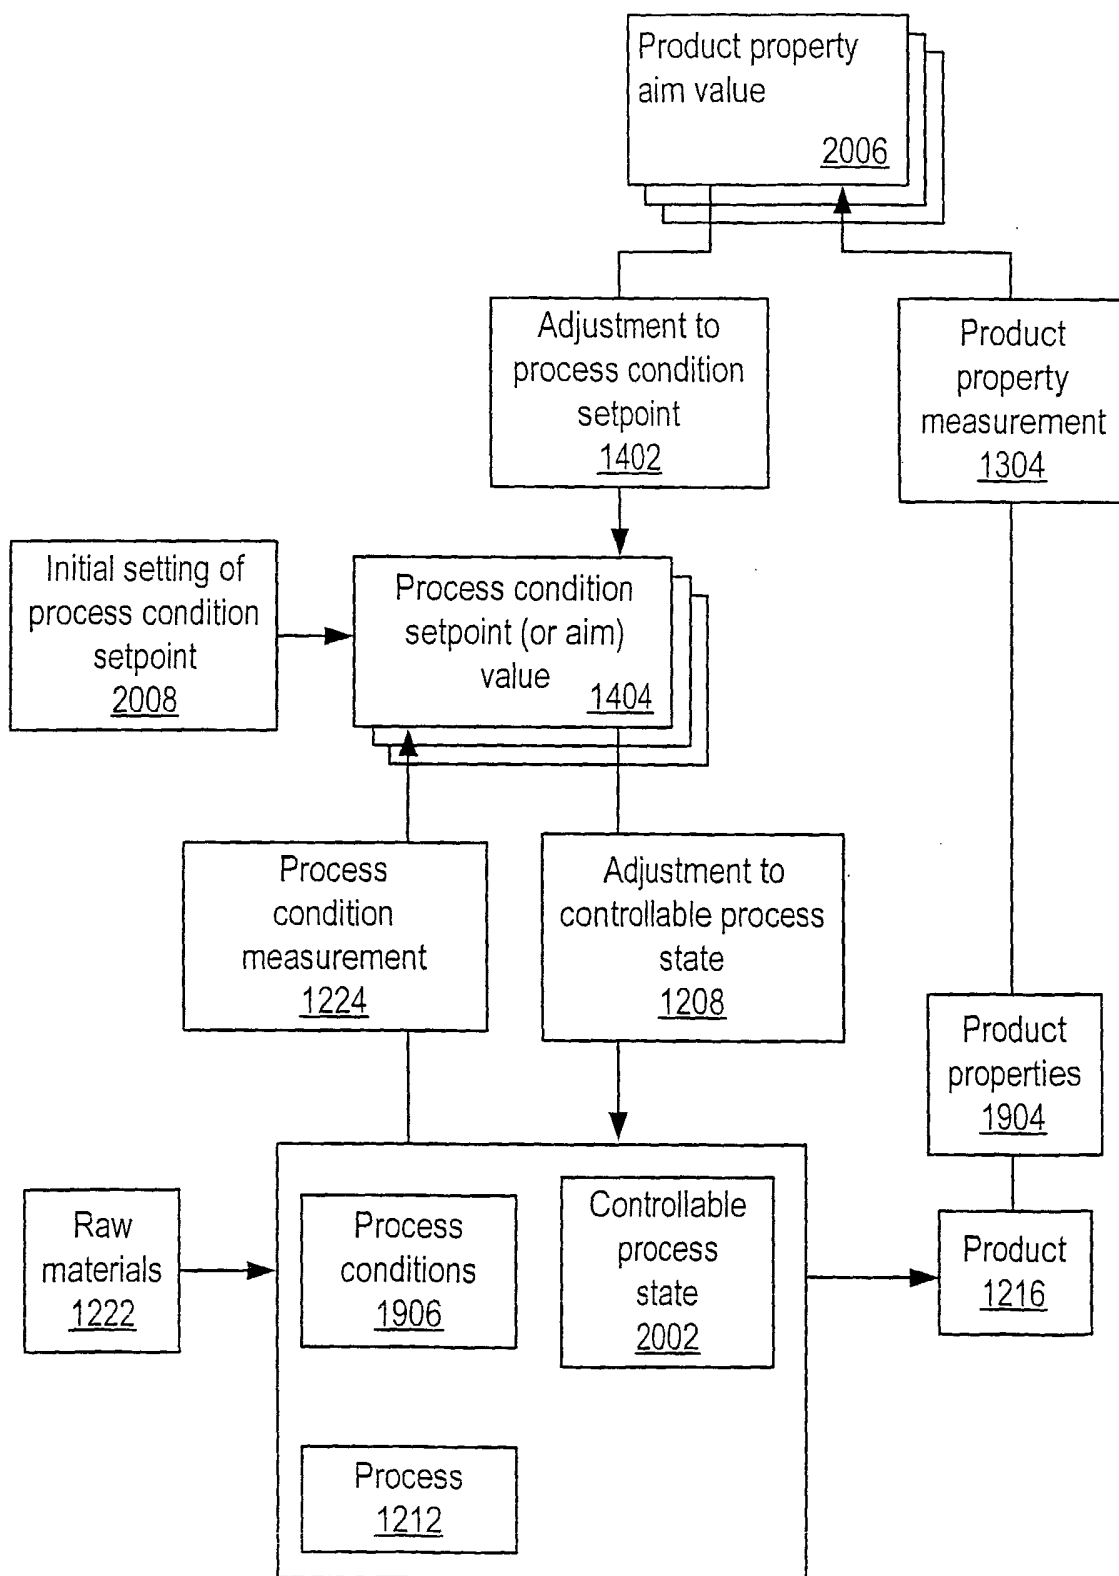 Product property
aim value
2006
Adjustment to
process condition
setpoint
1402
Product
property
measurement
1304
Initial setting of
process condition
setpoint
2008
Process condition
setpoint (or aim)
value
1404
Process
condition
measurement
1224
Adjustment to
controllable process
state
1208
Product
properties
1904
Raw
materials
1222
Process
conditions
1906
Controllable
process
state
2002
Product
1216
Process
1212